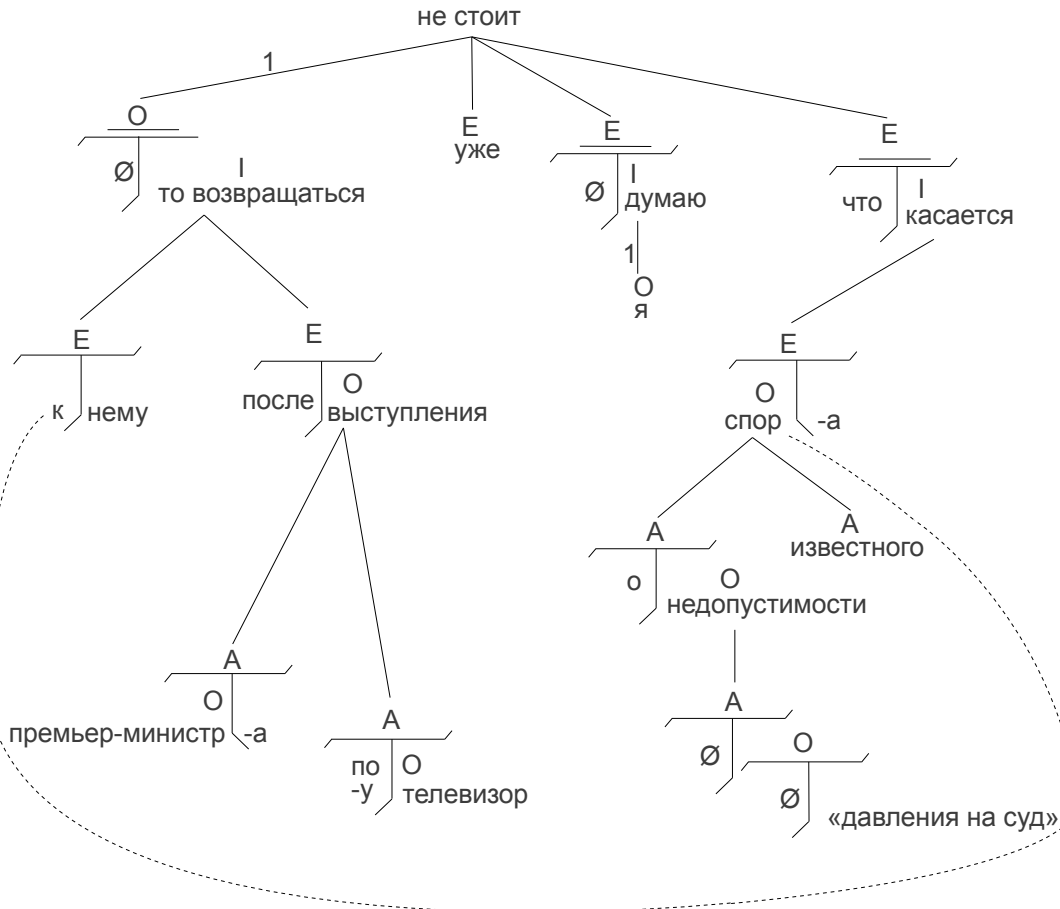 не стоит
1
O
Ø
I
то возвращаться
E
уже
E
Ø
I
думаю
1
O
я
E
что
I
касается
E
к
нему
E
после
O
выступления
E
O
спор
-а
A
o
O
недопустимости
A
известного
A
O
премьер-министр
-а
A
по
-у
O
телевизор
A
Ø
O
Ø
«давления на суд»